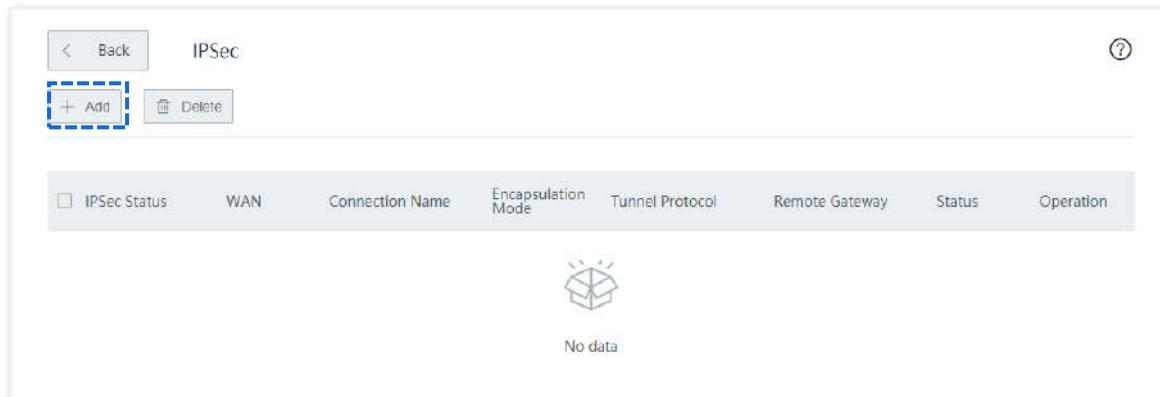 Back IPSec
Add Delete
IPSec Status WAN Connection Name Encapsulation Mode Tunnel Protocol Remote Gateway Status Operation
No data